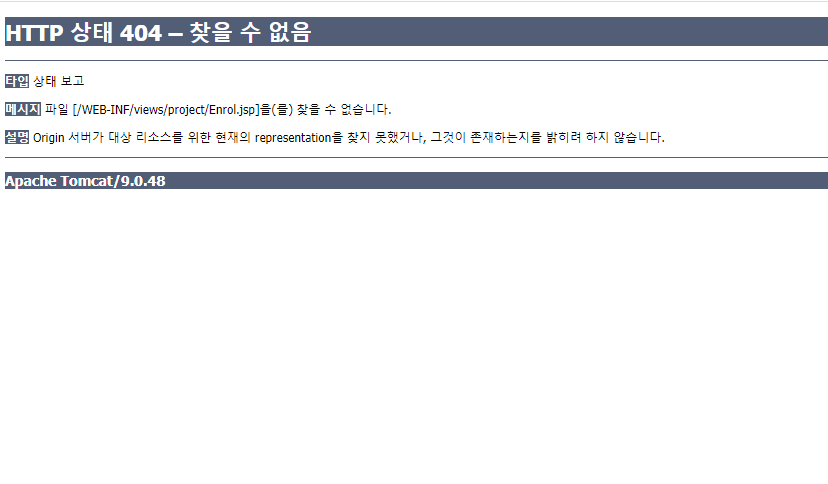 HTTP 상태 404 – 찾을 수 없음
타입 상태 보고
메시지 파일 [/WEB-INF/views/project/Enrol.jsp]을(를) 찾을 수 없습니다.
설명 Origin 서버가 대상 리소스를 위한 현재의 representation을 찾지 못했거나, 그것이 존재하는지를 밝히려 하지 않습니다.
Apache Tomcat/9.0.48